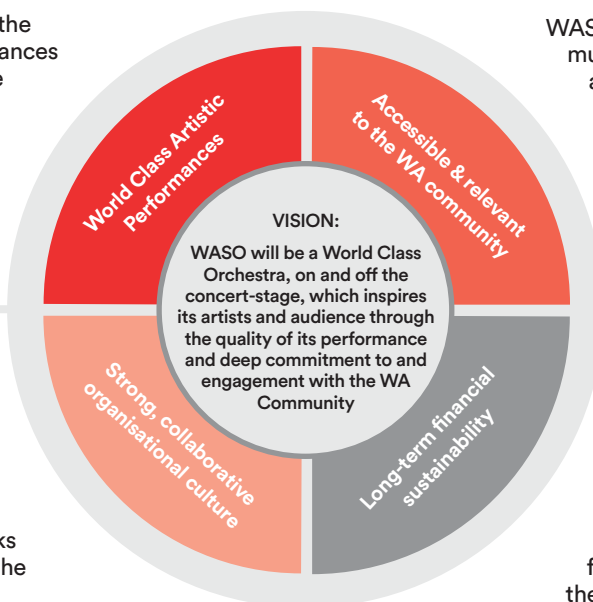 the
ances
e
WAS
mu
a
World Class Artistic
Performances
Accessible & relevant
to the WA community
VISION:
WASO will be a World Class
Orchestra, on and off the
concert-stage, which inspires
its artists and audience through
the quality of its performance
and deep commitment to and
engagement with the WA
Community
Strong, collaborative
organisational culture
Long-term financial
sustainability
ks
he
f
the